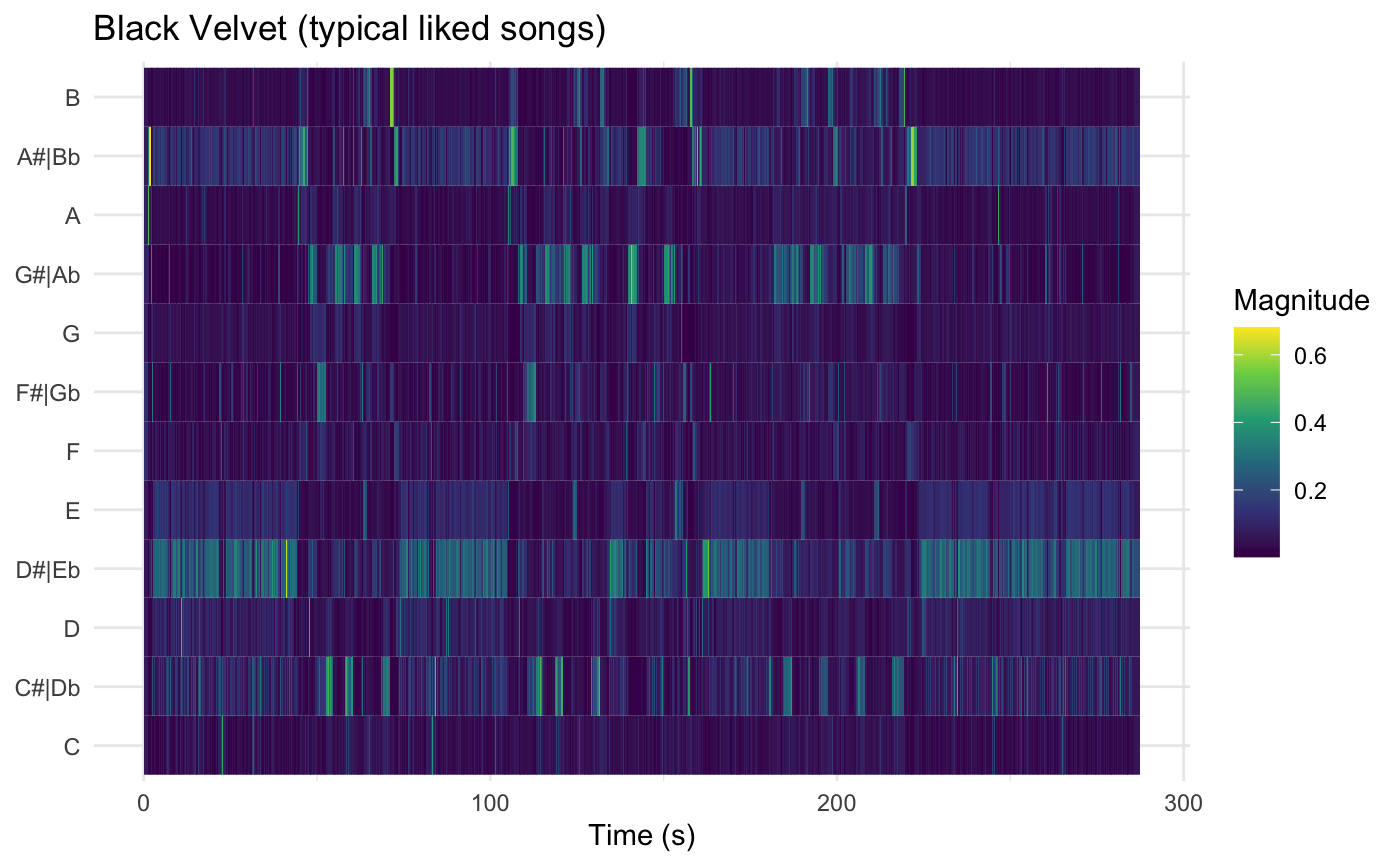 Black Velvet (typical liked songs)
B
A#|Bb
A
G#|Ab
G
F#|Gb
F
E
D#|Eb
D
C#|Db
C
0 100 200 300
Time (s)
Magnitude
0.6
0.4
0.2